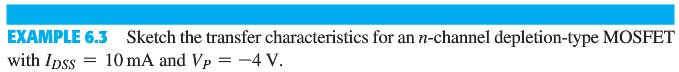 EXAMPLE 6.3 Sketch the transfer characteristics for an n-channel depletion-type MOSFET
with IDSS = 10 mA and VP = −4 V.